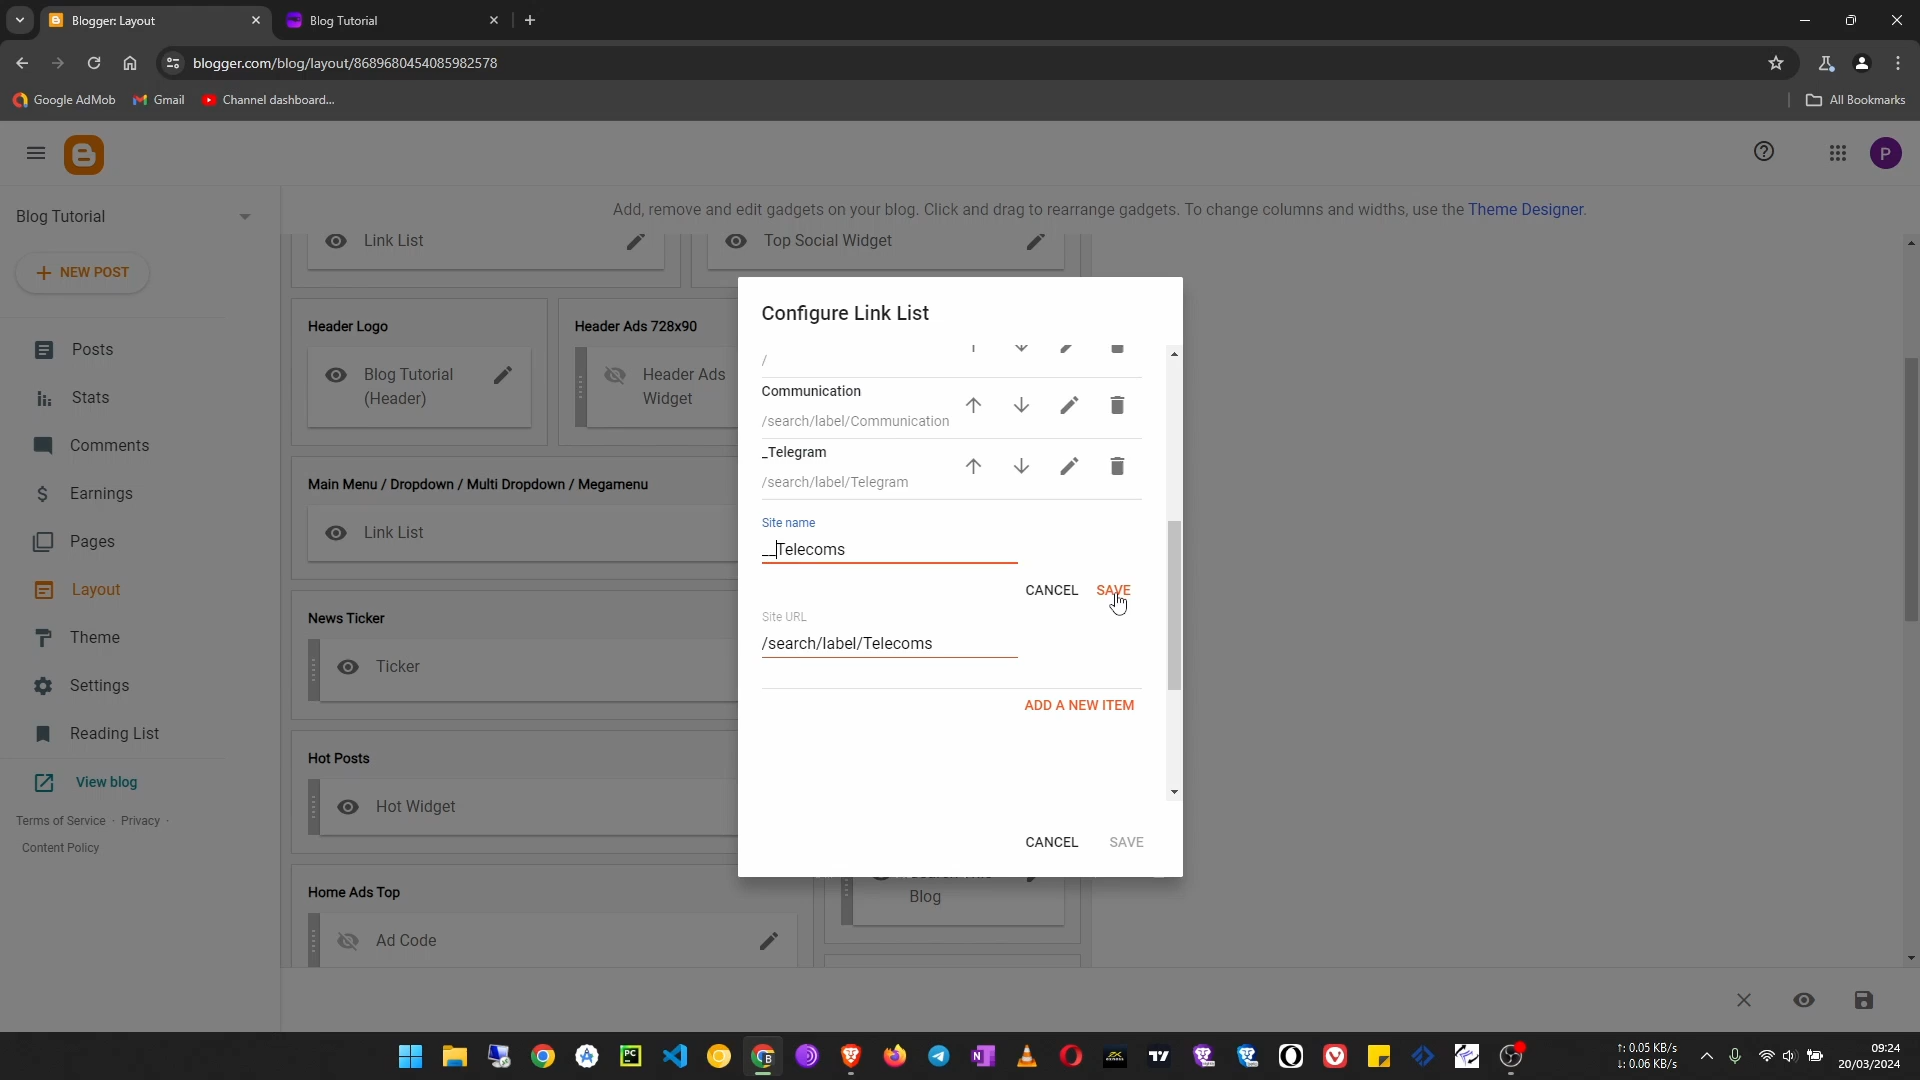 Blogger: Layout
Blog Tutorial
blogger.com/blog/layout/8689680454085982578
Google AdMob
Gmail
Channel dashboard...
All Bookmarks
P
Blog Tutorial
Add, remove and edit gadgets on your blog. Click and drag to rearrange gadgets. To change columns and widths, use the Theme Designer.
NEW POST
Posts
Stats
Comments
Earnings
Pages
Layout
Theme
Settings
Reading List
View blog
Terms of Service · Privacy ·
Content Policy
Link List
Top Social Widget
Header Logo
Blog Tutorial
(Header)
Header Ads 728x90
Header Ads
Widget
Main Menu / Dropdown / Multi Dropdown / Megamenu
Link List
News Ticker
Ticker
Hot Posts
Hot Widget
Home Ads Top
Ad Code
Blog
Configure Link List
/
Communication
/search/label/Communication
_Telegram
/search/label/Telegram
Site name
__Telecoms
CANCEL
SAVE
Site URL
/search/label/Telecoms
ADD A NEW ITEM
CANCEL
SAVE
↑: 0.05 KB/s
↓: 0.06 KB/s
09:24
20/03/2024